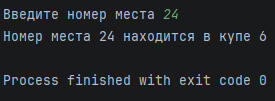 Введите номер места 24
Номер места 24 находится в купе 6
Process finished with exit code 0